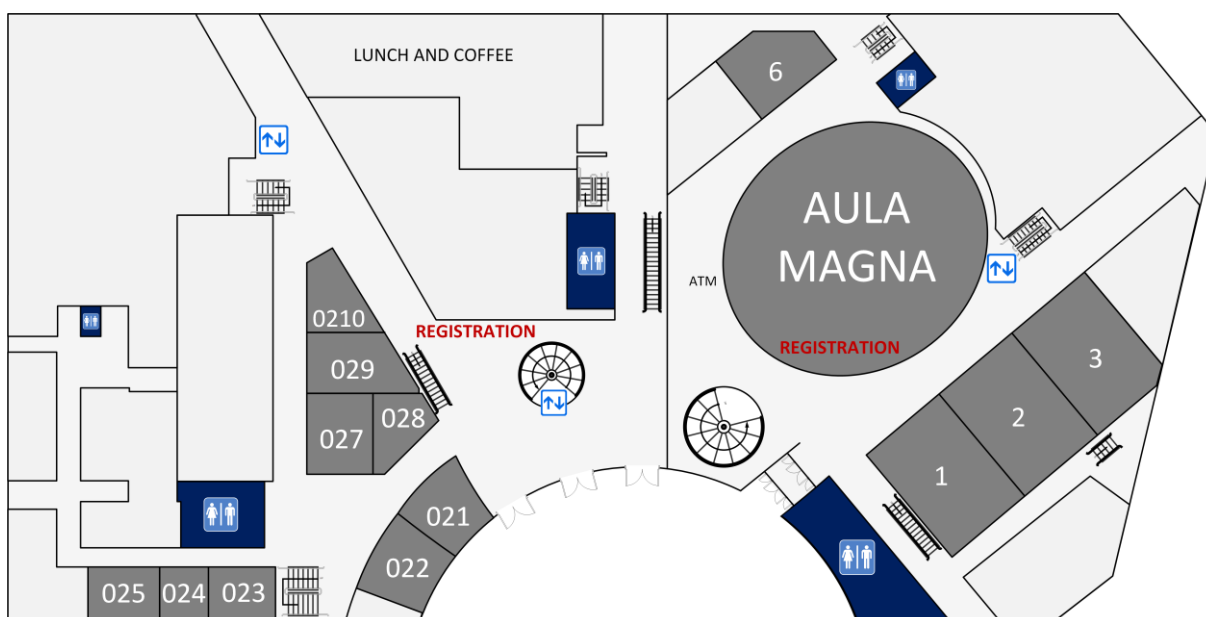 LUNCH AND COFFEE
6
AULA
MAGNA
ATM
0210
REGISTRATION
REGISTRATION
029
3
028
027
2
1
021
022
025
024
023